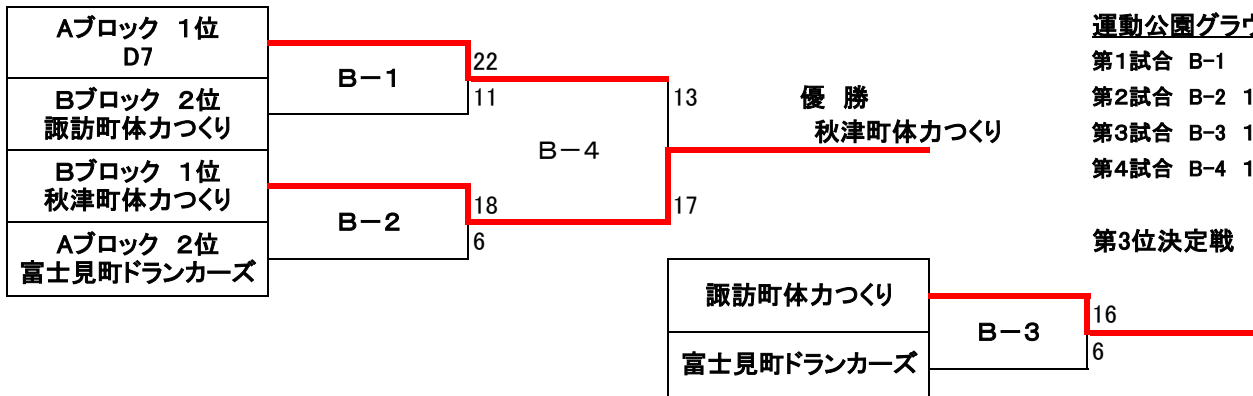 Aブロック 1位
D7
Bブロック 2位
諏訪町体力つくり
Bブロック 1位
秋津町体力つくり
Aブロック 2位
富士見町ドランカーズ
B-1
22
11
B-2
18
6
B-4
13
17
優 勝
秋津町体力つくり
諏訪町体力つくり
富士見町ドランカーズ
B-3
16
6
運動公園グラウ
第1試合 B-1
第2試合 B-2 1
第3試合 B-3 1
第4試合 B-4 1
第3位決定戦